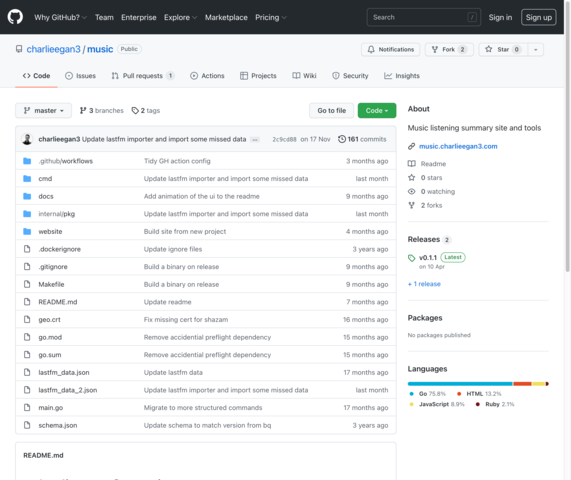 Why GitHub? Team Enterprise Explore Marketplace Pricing Search / Sign in Sign up
charlieegan3 / music Public
Notifications Fork 2 Star 0
Code Issues Pull requests 1 Actions Projects Wiki Security Insights
master 3 branches 2 tags Go to file Code
charlieegan3 Update lastfm importer and import some missed data ... 2c9cd88 on 17 Nov 161 commits
.github/workflows Tidy GH action config 3 months ago
cmd Update lastfm importer and import some missed data last month
docs Add animation of the ui to the readme 9 months ago
internal/pkg Update lastfm importer and import some missed data last month
website Build site from new project 4 months ago
.dockerignore Update ignore files 3 years ago
.gitignore Build a binary on release 9 months ago
Makefile Build a binary on release 9 months ago
README.md Update readme 7 months ago
geo.crt Fix missing cert for shazam 16 months ago
go.mod Remove accidential preflight dependency 15 months ago
go.sum Remove accidential preflight dependency 15 months ago
lastfm_data.json Update lastfm data 17 months ago
lastfm_data_2.json Update lastfm importer and import some missed data last month
main.go Migrate to more structured commands 17 months ago
schema.json Update schema to match version from bq 3 years ago
README.md
About
Music listening summary site and tools
music.charlieegan3.com
Readme
0 stars
0 watching
2 forks
Releases 2
v0.1.1 Latest
on 10 Apr
+ 1 release
Packages
No packages published
Languages
Go 75.8% HTML 13.2%
JavaScript 8.9% Ruby 2.1%